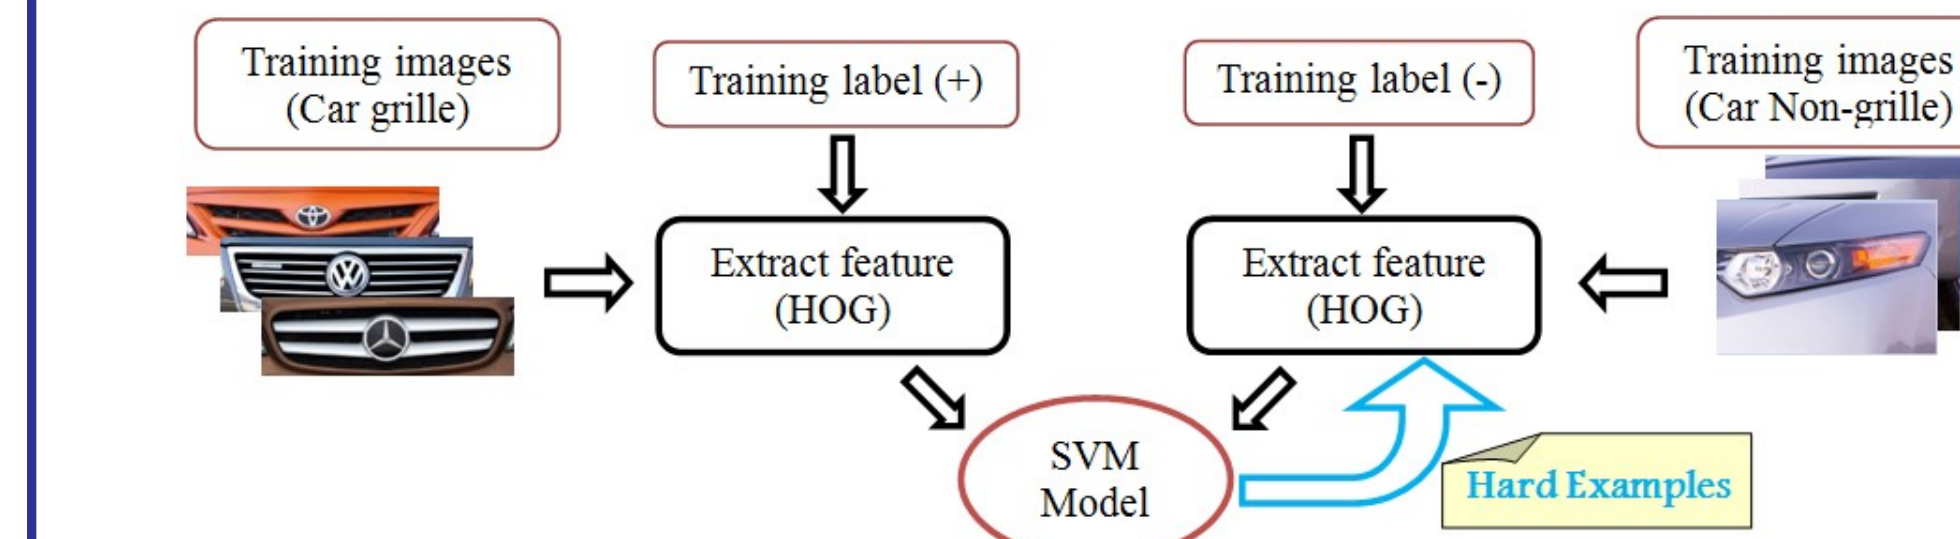 Training images
(Car grille)
Training label (+)
Training label (-)
Training images
(Car Non-grille)
Extract feature
(HOG)
Extract feature
(HOG)
SVM
Model
Hard Examples